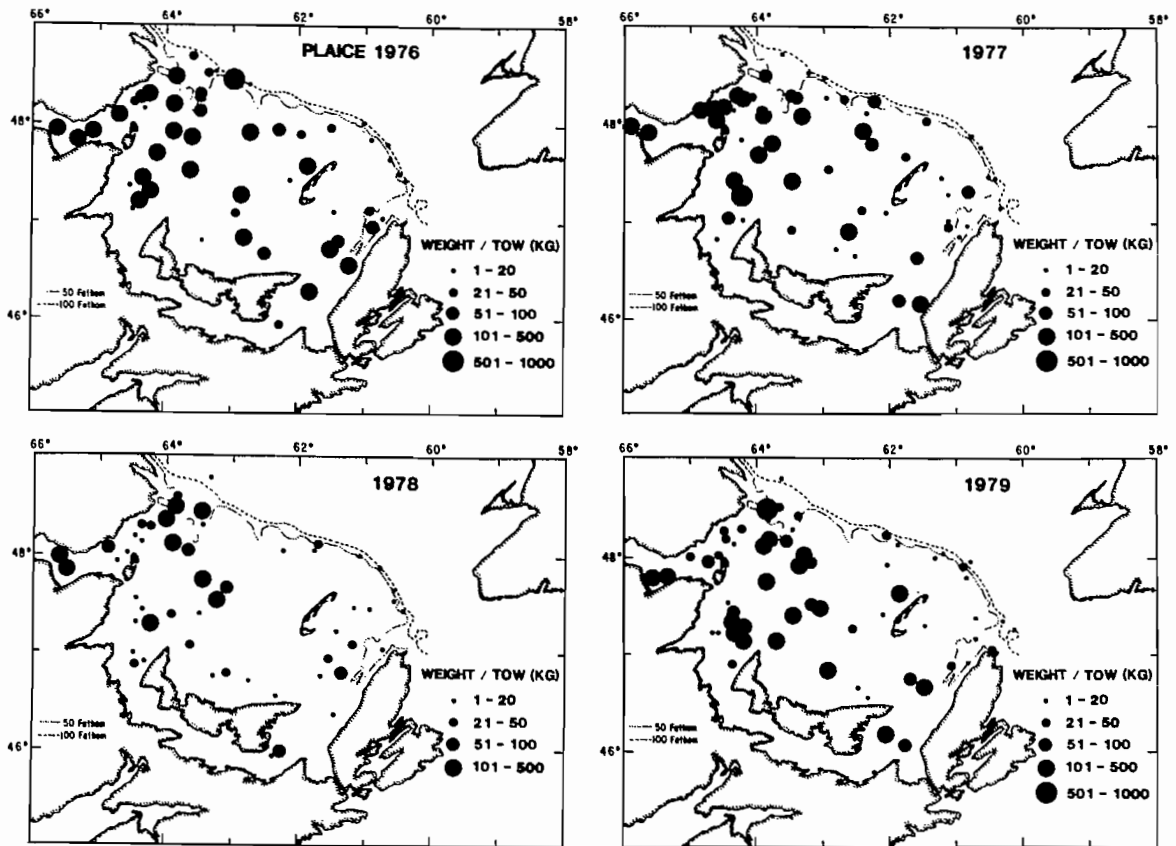 66° 64° 62° 60° 58°
PLAICE 1976
48°
WEIGHT / TOW (KG)
1 – 20
21 – 50
51 – 100
101 – 500
501 – 1000
50 Fathom
100 Fathom
46°
66° 64° 62° 60° 58°
1977
48°
WEIGHT / TOW (KG)
1 – 20
21 – 50
51 – 100
101 – 500
501 – 1000
50 Fathom
100 Fathom
46°
66° 64° 62° 60° 58°
1978
48°
WEIGHT / TOW (KG)
1 – 20
21 – 50
51 – 100
101 – 500
50 Fathom
100 Fathom
46°
66° 64° 62° 60° 58°
1979
48°
WEIGHT / TOW (KG)
1 – 20
21 – 50
51 – 100
101 – 500
501 – 1000
50 Fathom
100 Fathom
46°